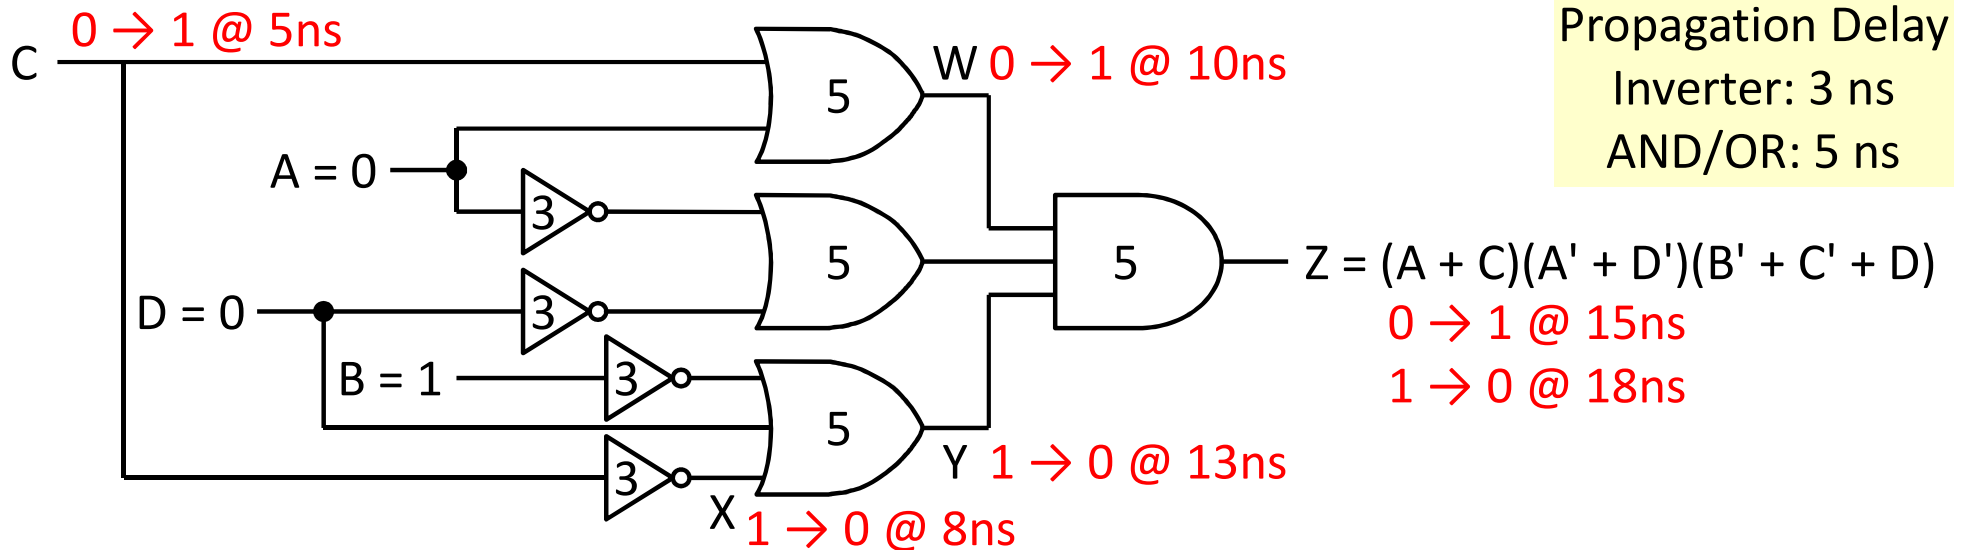 0 → 1 @ 5ns
C
W 0 → 1 @ 10ns
5
Propagation Delay
Inverter: 3 ns
AND/OR: 5 ns
A = 0
3
5
5
Z = (A + C)(A' + D')(B' + C' + D)
0 → 1 @ 15ns
1 → 0 @ 18ns
D = 0
3
B = 1
3
5
Y 1 → 0 @ 13ns
3
X 1 → 0 @ 8ns